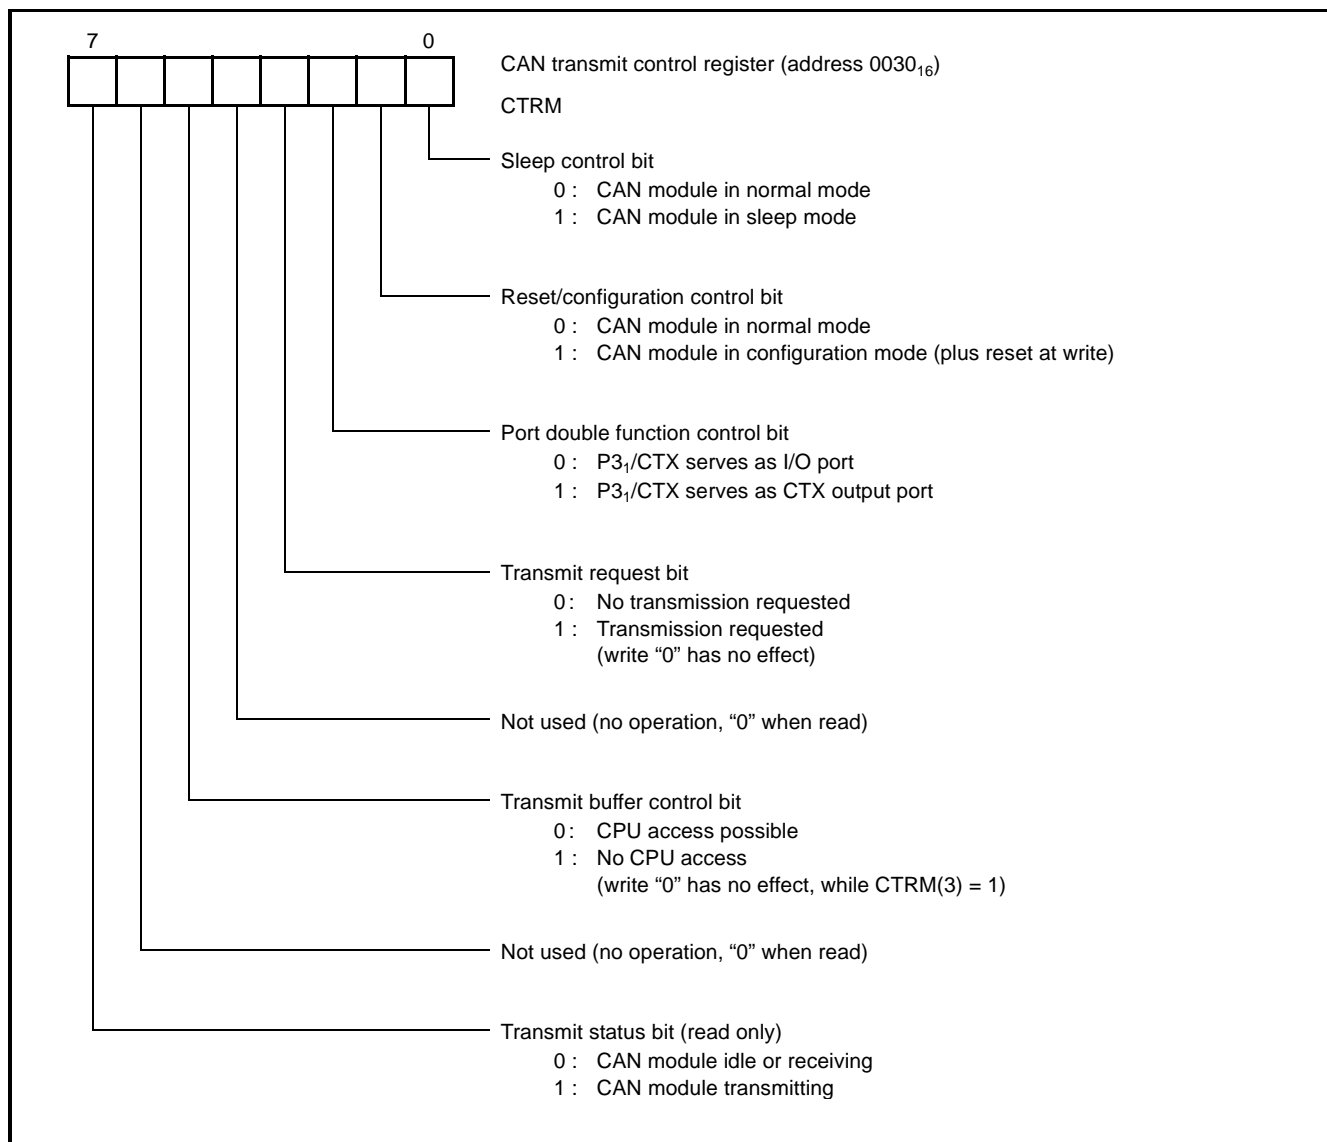 7 0
CAN transmit control register (address 0030₁₆)
CTRM
Sleep control bit
0 : CAN module in normal mode
1 : CAN module in sleep mode
Reset/configuration control bit
0 : CAN module in normal mode
1 : CAN module in configuration mode (plus reset at write)
Port double function control bit
0 : P3₁/CTX serves as I/O port
1 : P3₁/CTX serves as CTX output port
Transmit request bit
0 : No transmission requested
1 : Transmission requested
(write “0” has no effect)
Not used (no operation, “0” when read)
Transmit buffer control bit
0 : CPU access possible
1 : No CPU access
(write “0” has no effect, while CTRM(3) = 1)
Not used (no operation, “0” when read)
Transmit status bit (read only)
0 : CAN module idle or receiving
1 : CAN module transmitting